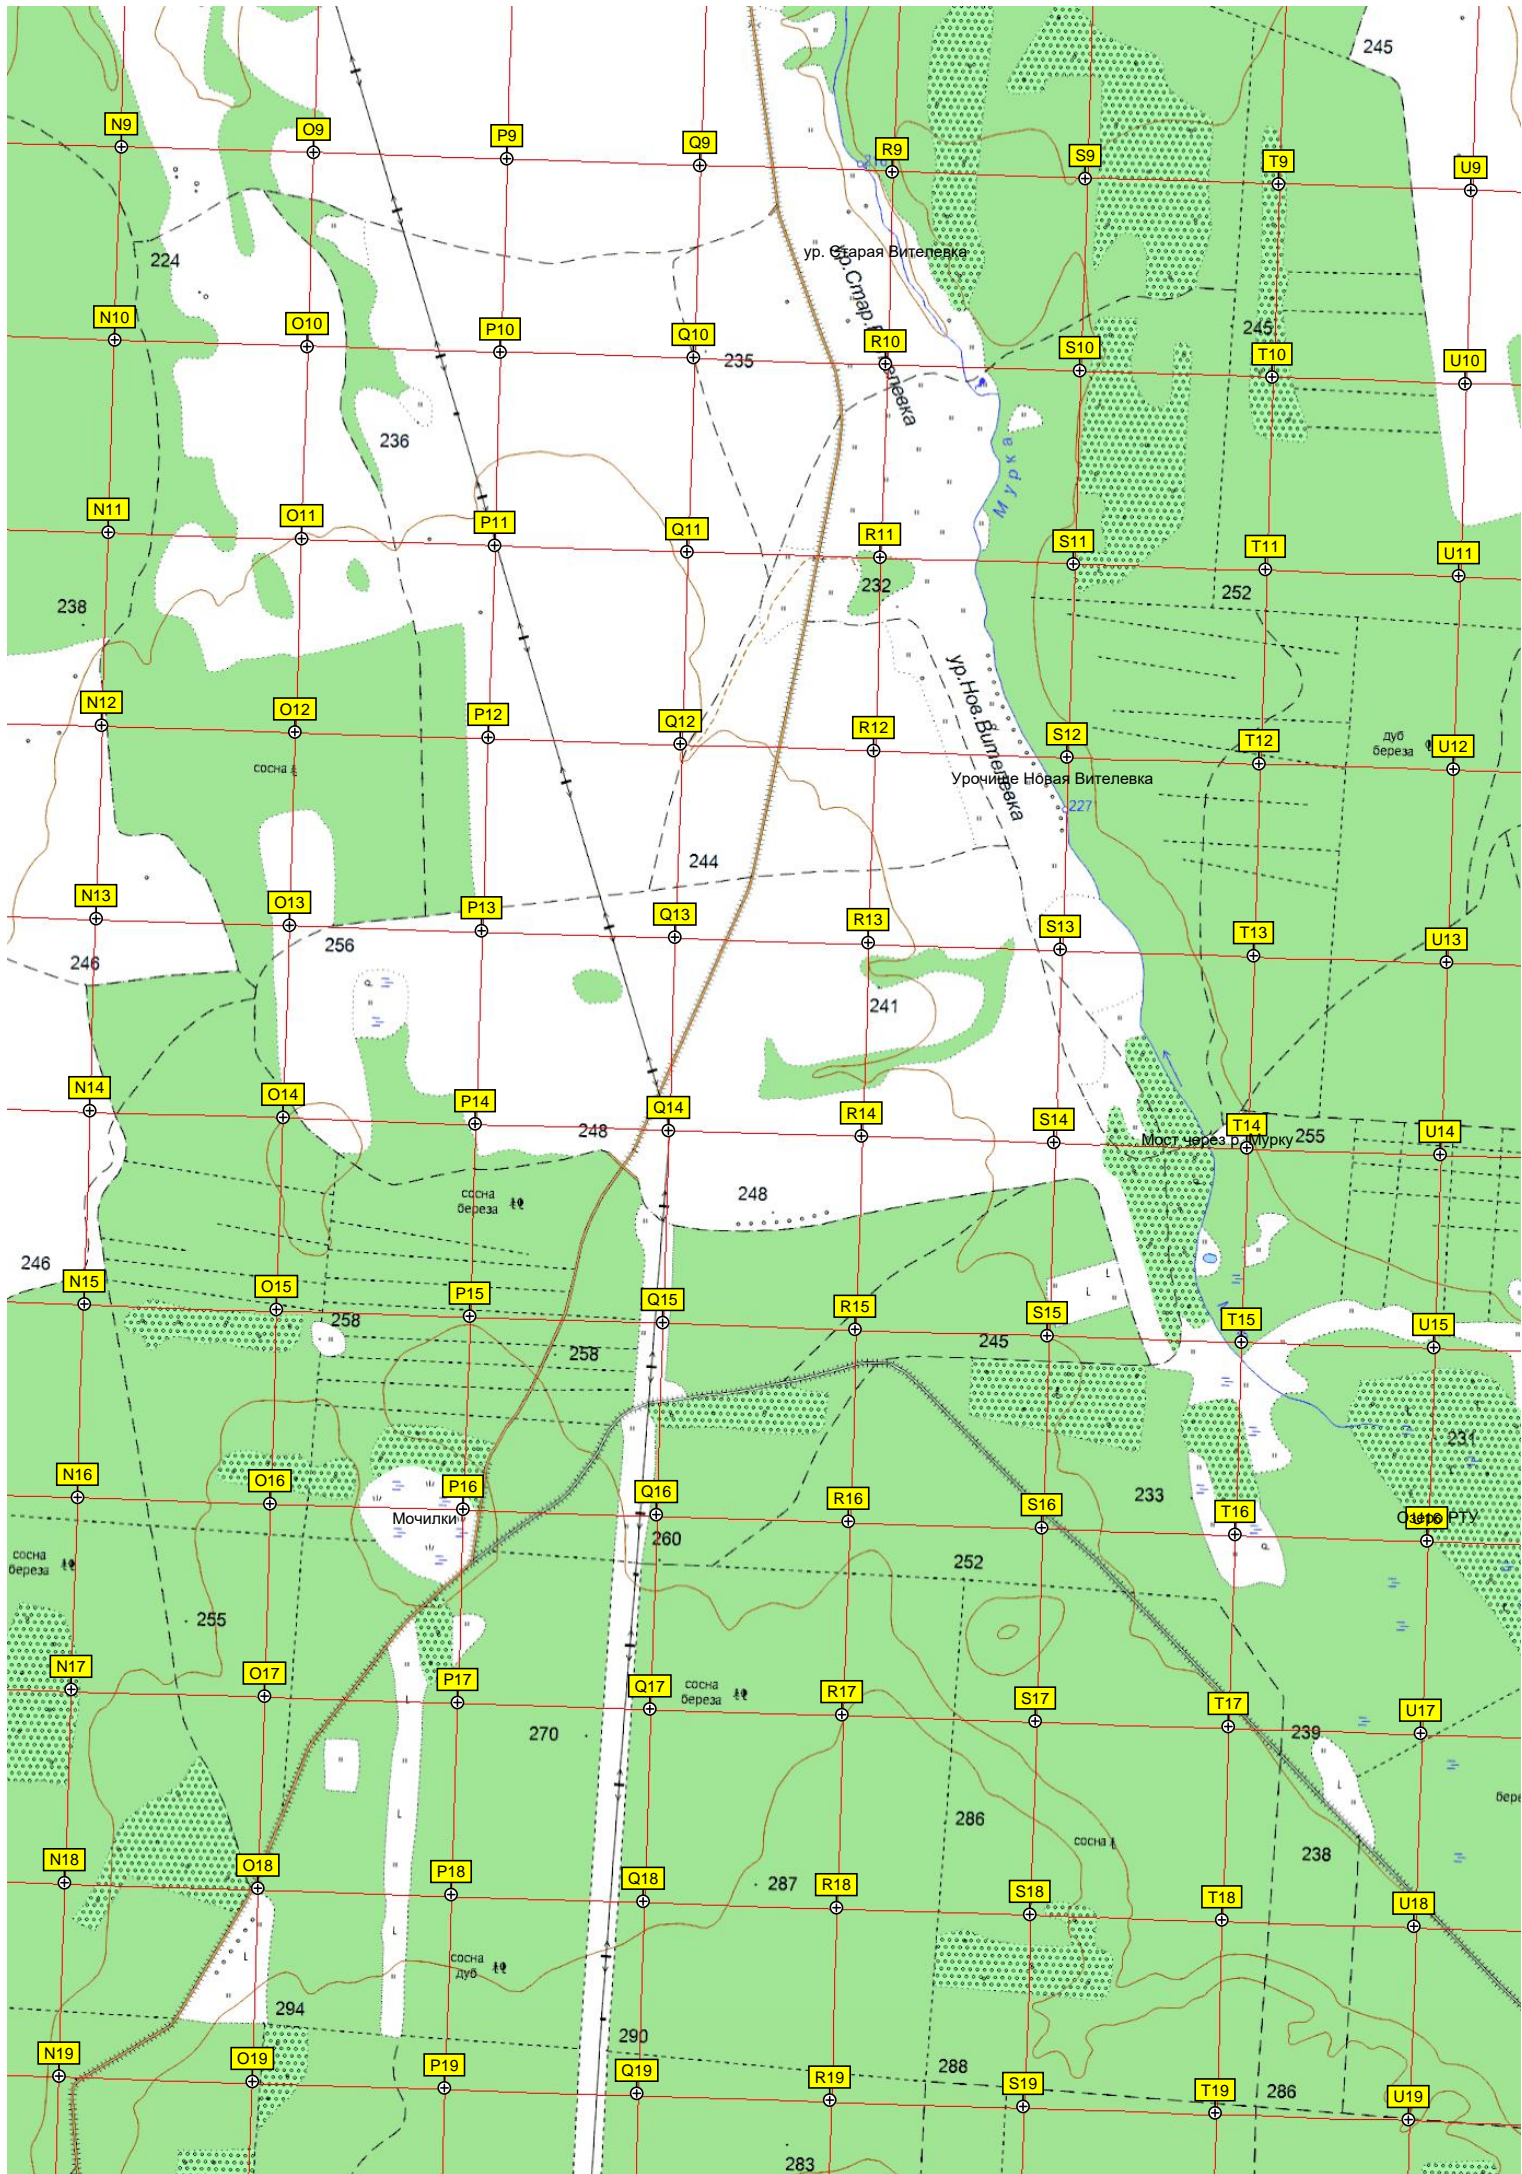 245
N9
O9
P9
Q9
R9
S9
T9
U9
224
ур. Старая Вителевка
N10
O10
P10
Q10
235
R10
S10
245
T10
U10
236
Мурка
N11
O11
P11
Q11
R11
S11
T11
U11
238
232
252
ур.Нов.Вителевка
N12
O12
P12
Q12
R12
S12
T12
дуб
береза
U12
сосна
Урочище Новая Вителевка
227
244
N13
O13
P13
Q13
R13
S13
T13
U13
246
256
241
N14
O14
P14
Q14
R14
S14
T14
U14
248
Мост через р. Мурку
255
сосна
береза
248
246
N15
O15
P15
Q15
R15
S15
T15
U15
258
258
245
231
N16
O16
P16
Q16
R16
S16
T16
U16
233
Мочилки
Озеро РТУ
260
сосна
береза
252
255
N17
O17
P17
Q17
сосна
береза
R17
S17
T17
U17
270
239
бере
286
сосна
238
N18
O18
P18
Q18
287
R18
S18
T18
U18
сосна
дуб
294
290
N19
O19
P19
Q19
R19
288
S19
T19
286
U19
283